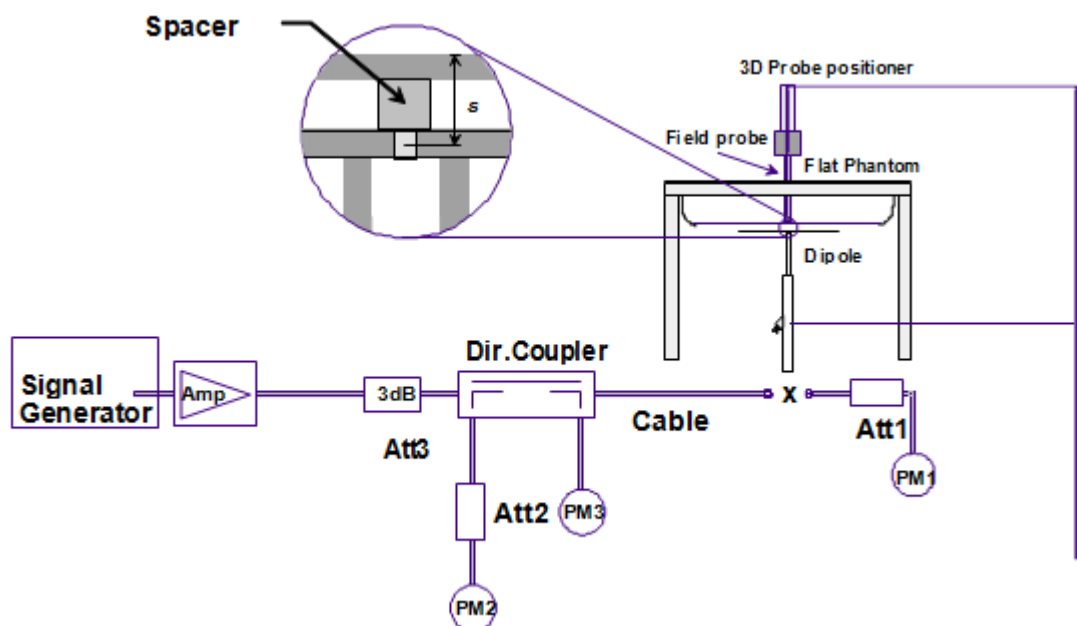 Spacer
s
3D Probe positioner
Field probe
Flat Phantom
Dipole
Signal
Generator
Amp
3dB
Att3
Dir.Coupler
Cable
x
Att1
PM1
Att2
PM3
PM2